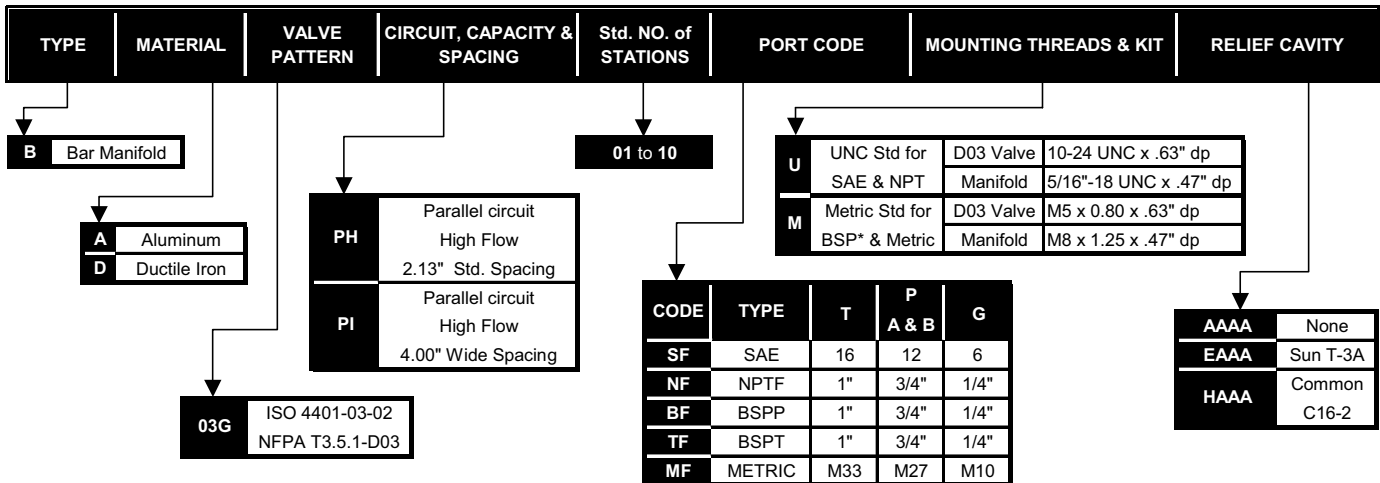 TYPE
MATERIAL
VALVE
PATTERN
CIRCUIT, CAPACITY &
SPACING
Std. NO. of
STATIONS
PORT CODE
MOUNTING THREADS & KIT
RELIEF CAVITY
B Bar Manifold
A Aluminum
D Ductile Iron
03G
ISO 4401-03-02
NFPA T3.5.1-D03
PH
Parallel circuit
High Flow
2.13" Std. Spacing
PI
Parallel circuit
High Flow
4.00" Wide Spacing
01 to 10
CODE TYPE T P A & B G
SF SAE 16 12 6
NF NPTF 1" 3/4" 1/4"
BF BSPP 1" 3/4" 1/4"
TF BSPT 1" 3/4" 1/4"
MF METRIC M33 M27 M10
U
UNC Std for D03 Valve 10-24 UNC x .63" dp
SAE & NPT Manifold 5/16"-18 UNC x .47" dp
M
Metric Std for D03 Valve M5 x 0.80 x .63" dp
BSP* & Metric Manifold M8 x 1.25 x .47" dp
AAAA None
EAAA Sun T-3A
HAAA
Common
C16-2